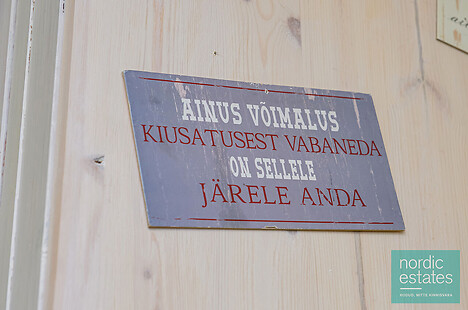 AINUS VÕIMALUS
KIUSATUSEST VABANEDA
ON SELLELE
JÄRELE ANDA
nordic
estates